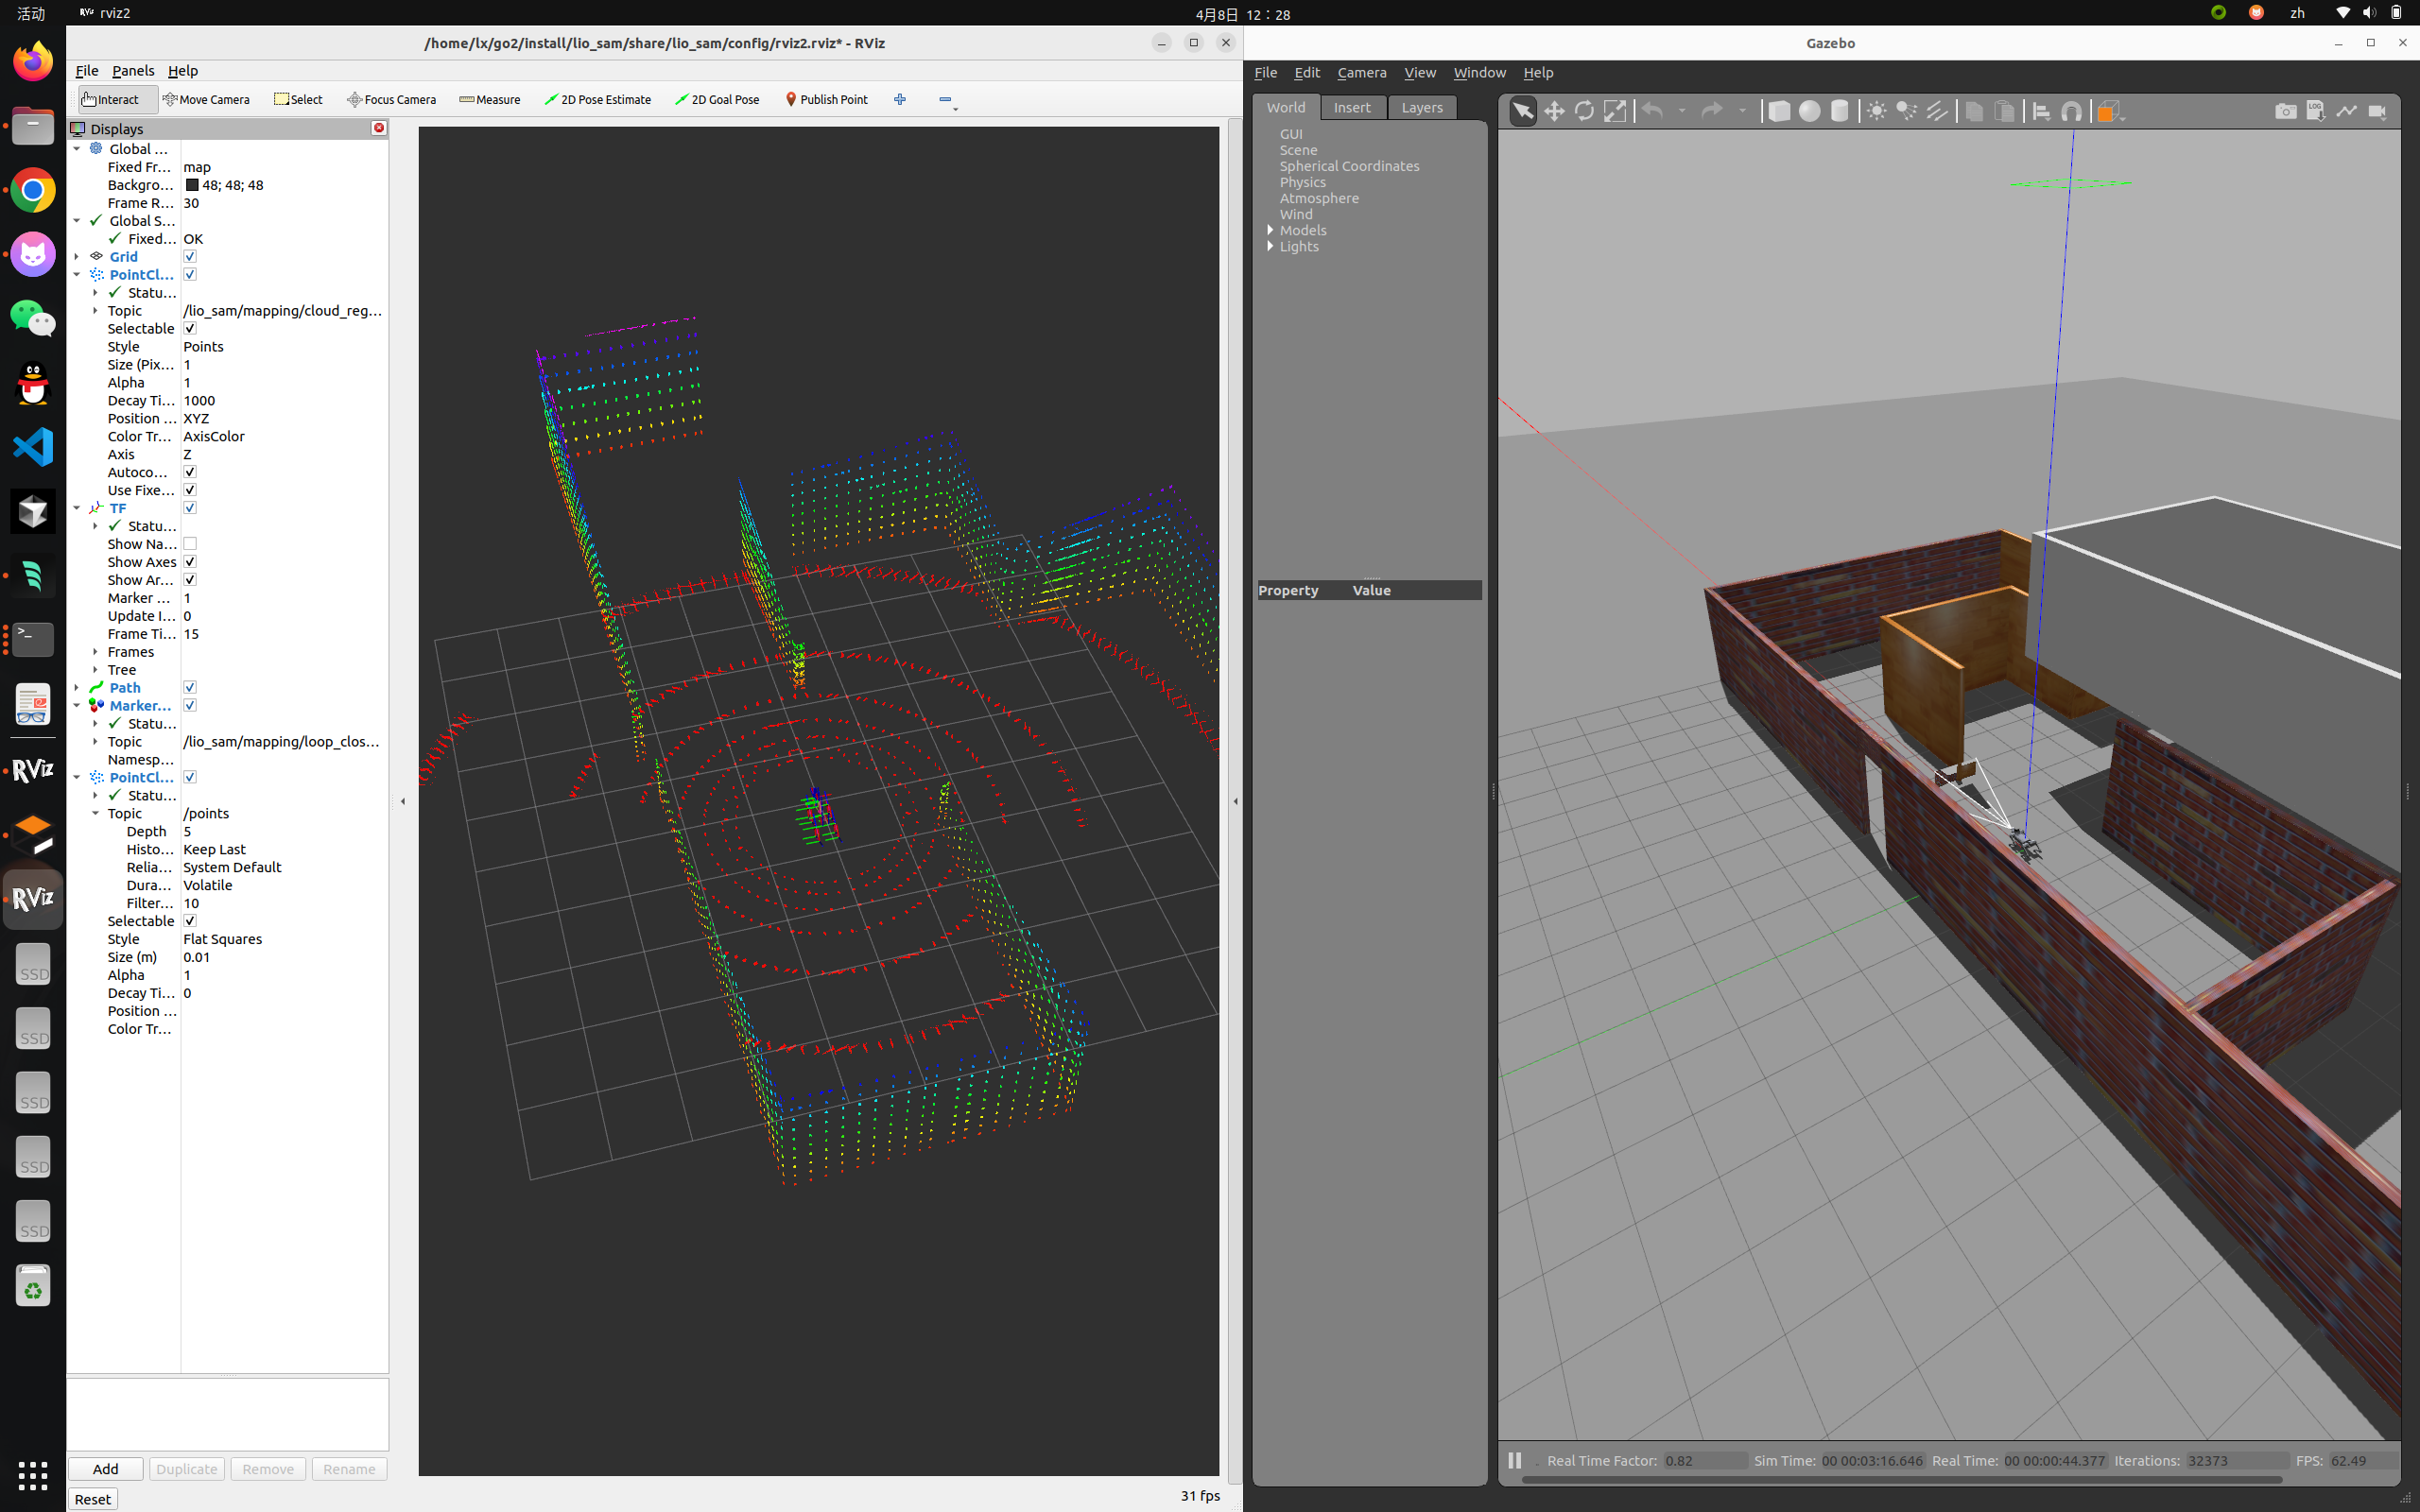 活动
rviz2
4月8日 12：28
zh
/home/lx/go2/install/lio_sam/share/lio_sam/config/rviz2.rviz* - RViz
File Panels Help
Interact Move Camera Select Focus Camera Measure 2D Pose Estimate 2D Goal Pose Publish Point
Displays
Global ...
Fixed Fr... map
Backgro... 48; 48; 48
Frame R... 30
Global S...
Fixed... OK
Grid
PointCl...
Statu...
Topic /lio_sam/mapping/cloud_reg...
Selectable
Style Points
Size (Pix... 1
Alpha 1
Decay Ti... 1000
Position ... XYZ
Color Tr... AxisColor
Axis Z
Autoco...
Use Fixe...
TF
Statu...
Show Na...
Show Axes
Show Ar...
Marker ... 1
Update I... 0
Frame Ti... 15
Frames
Tree
Path
Marker...
Statu...
Topic /lio_sam/mapping/loop_clos...
Namesp...
PointCl...
Statu...
Topic /points
Depth 5
Histo... Keep Last
Relia... System Default
Dura... Volatile
Filter... 10
Selectable
Style Flat Squares
Size (m) 0.01
Alpha 1
Decay Ti... 0
Position ...
Color Tr...
Add Duplicate Remove Rename
Reset
31 fps
RViz
RViz
SSD
SSD
SSD
SSD
SSD
Gazebo
File Edit Camera View Window Help
World Insert Layers
GUI
Scene
Spherical Coordinates
Physics
Atmosphere
Wind
Models
Lights
Property Value
LOG
Real Time Factor: 0.82 Sim Time: 00 00:03:16.646 Real Time: 00 00:00:44.377 Iterations: 32373 FPS: 62.49